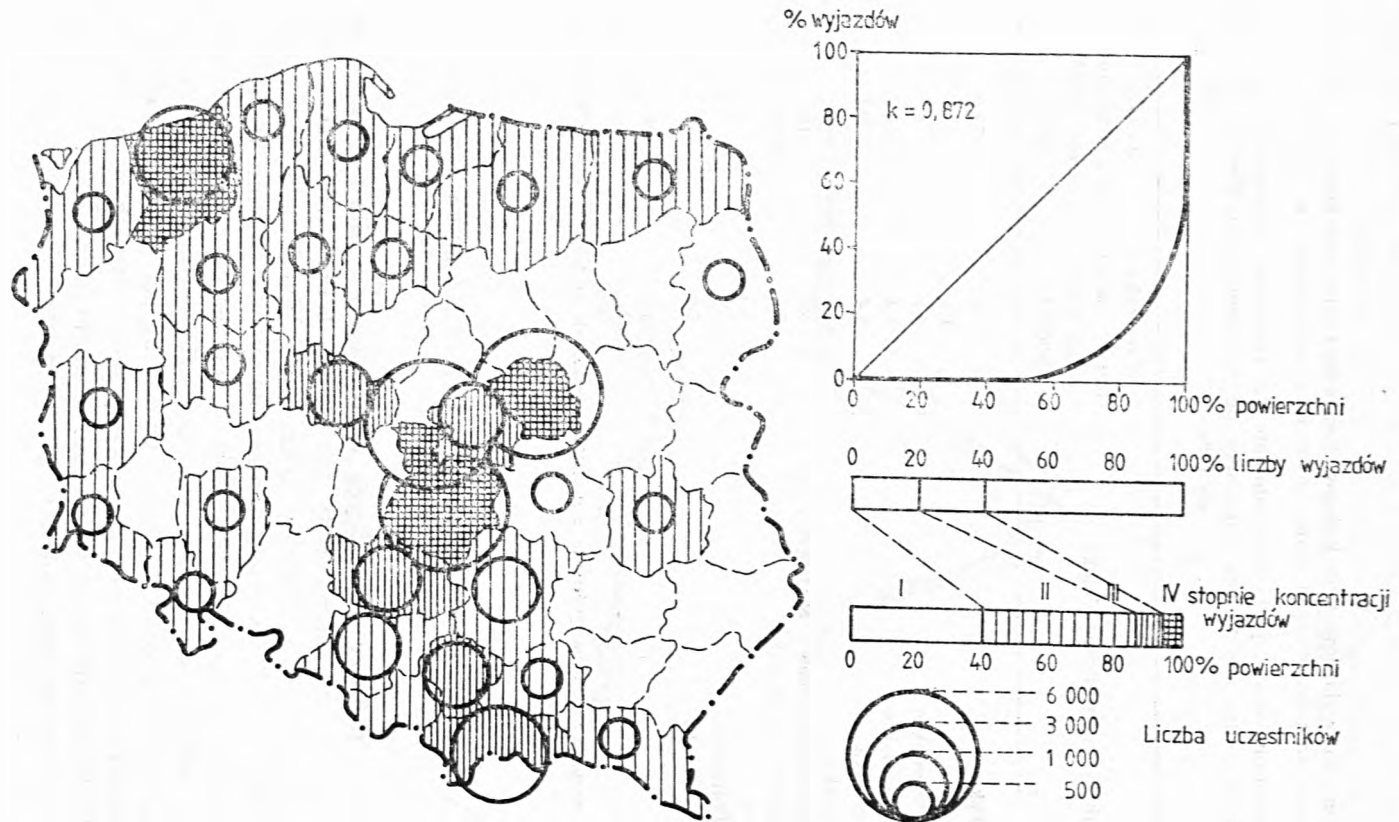 % wyjazdów
100
80
60
40
20
0
k = 0,872
0 20 40 60 80 100% powierzchni
0 20 40 60 80 100% liczby wyjazdów
I II III IV stopnie koncentracji
wyjazdów
0 20 40 60 80 100% powierzchni
6 000
3 000
1 000
500
Liczba uczestników